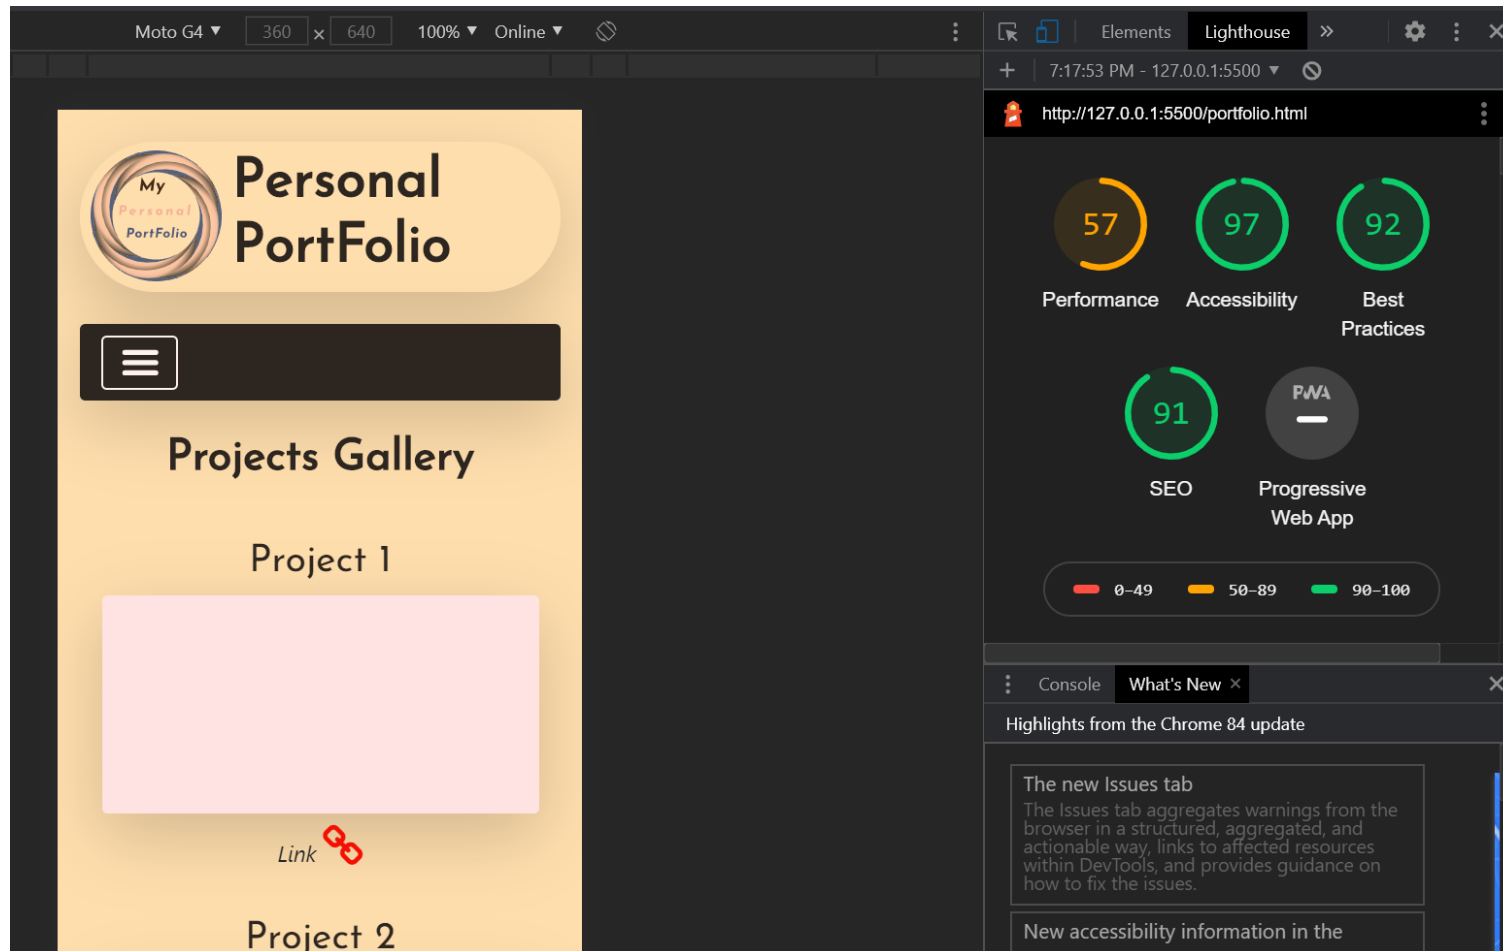 Moto G4 ▼ 360 × 640 100% ▼ Online ▼
Elements Lighthouse »
+ 7:17:53 PM - 127.0.0.1:5500 ▼
http://127.0.0.1:5500/portfolio.html
My
Personal
PortFolio
Personal
PortFolio
Projects Gallery
Project 1
Link
Project 2
57
Performance
97
Accessibility
92
Best
Practices
91
SEO
PWA
Progressive
Web App
0–49 50–89 90–100
Console What's New ×
Highlights from the Chrome 84 update
The new Issues tab
The Issues tab aggregates warnings from the
browser in a structured, aggregated, and
actionable way, links to affected resources
within DevTools, and provides guidance on
how to fix the issues.
New accessibility information in the